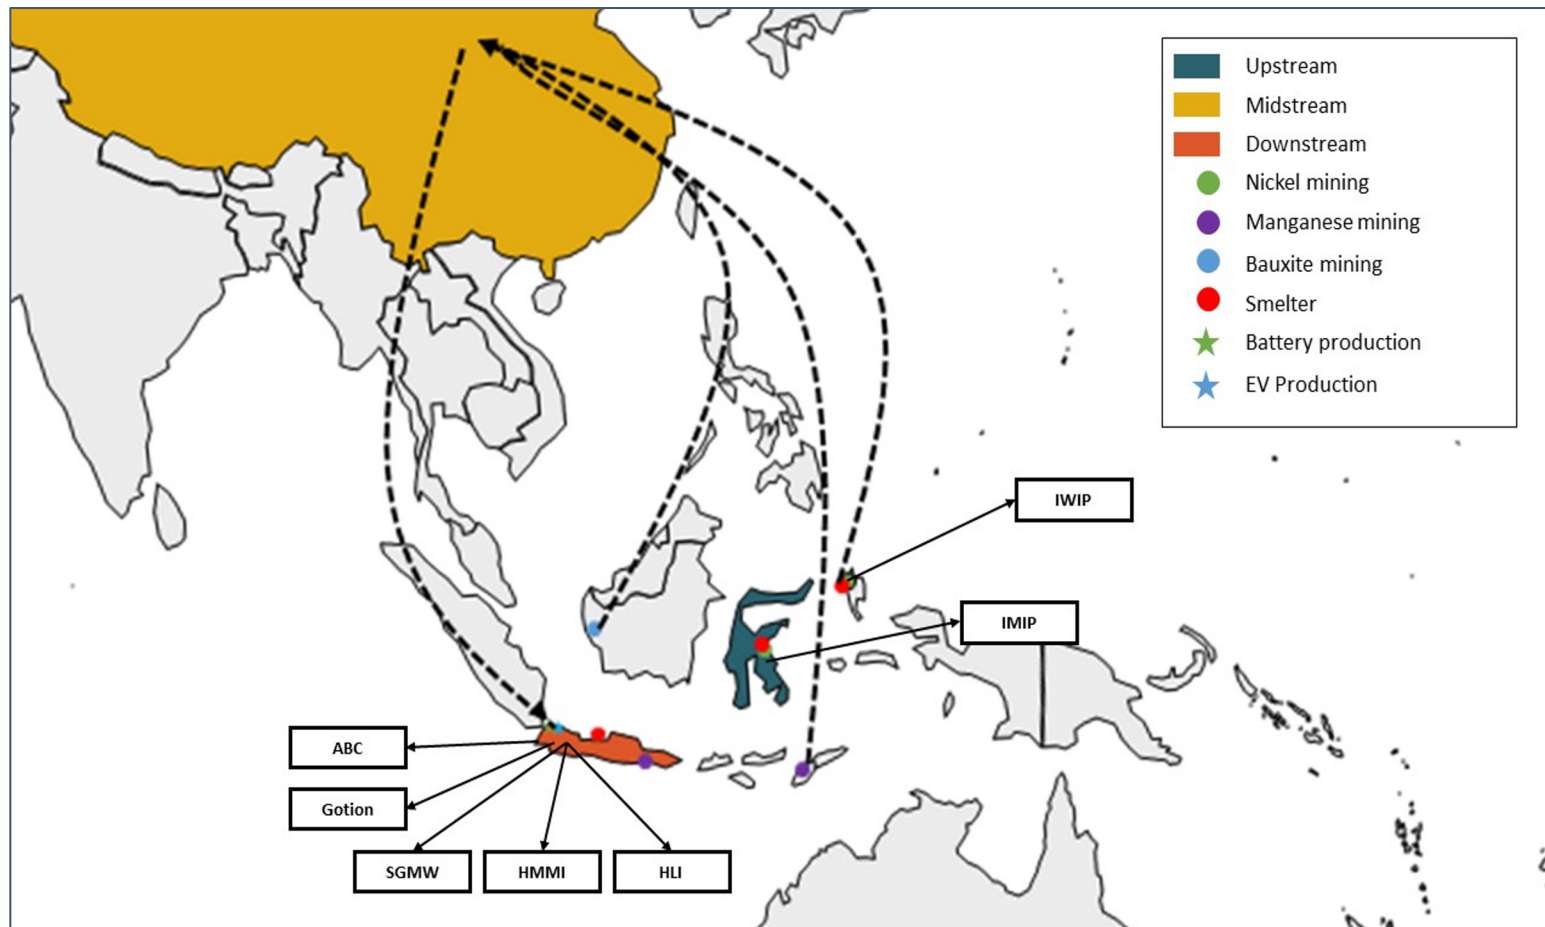 Upstream
Midstream
Downstream
Nickel mining
Manganese mining
Bauxite mining
Smelter
Battery production
EV Production
IWIP
IMIP
ABC
Gotion
SGMW
HMMI
HLI